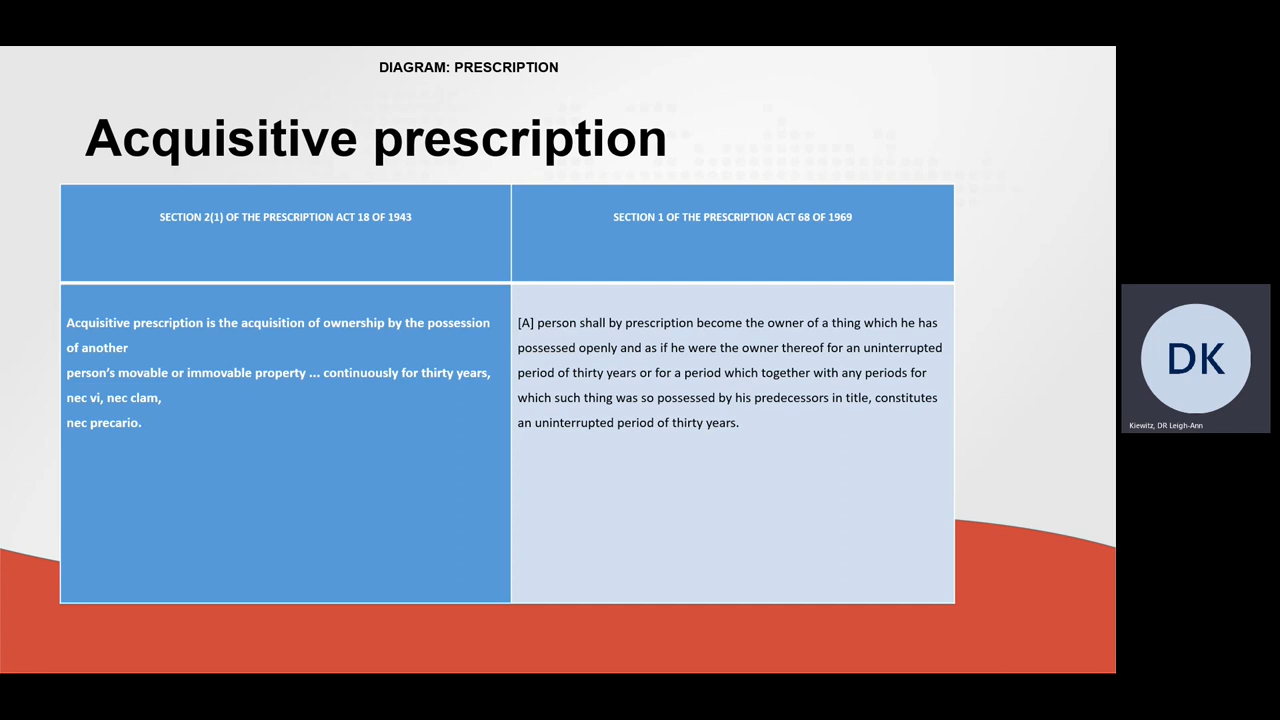 DIAGRAM: PRESCRIPTION
Acquisitive prescription
SECTION 2(1) OF THE PRESCRIPTION ACT 18 OF 1943
SECTION 1 OF THE PRESCRIPTION ACT 68 OF 1969
Acquisitive prescription is the acquisition of ownership by the possession
of another
person’s movable or immovable property ... continuously for thirty years,
nec vi, nec clam,
nec precario.
[A] person shall by prescription become the owner of a thing which he has
possessed openly and as if he were the owner thereof for an uninterrupted
period of thirty years or for a period which together with any periods for
which such thing was so possessed by his predecessors in title, constitutes
an uninterrupted period of thirty years.
DK
Kiewitz, DR Leigh-Ann